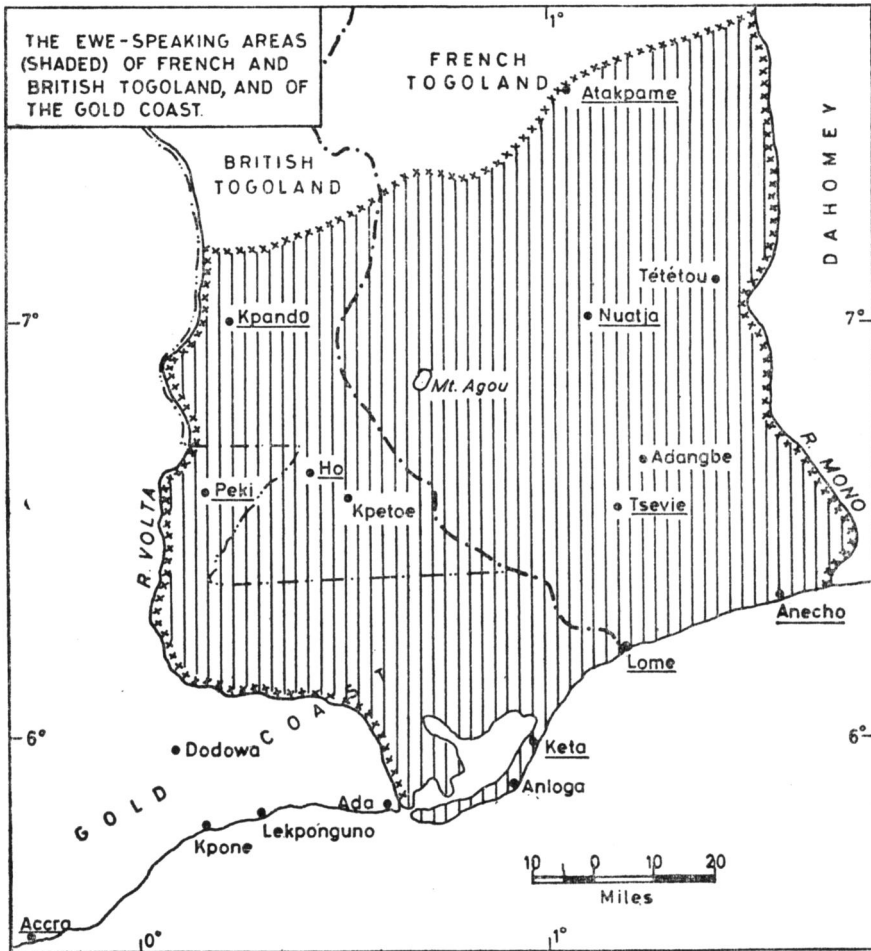 THE EWE-SPEAKING AREAS
(SHADED) OF FRENCH AND
BRITISH TOGOLAND, AND OF
THE GOLD COAST.
1°
FRENCH
TOGOLAND
Atakpame
BRITISH
TOGOLAND
DAHOMEY
Tététou
7°
Kpando
Nuatja
7°
Mt. Agou
Adangbe
R. MONO
Ho
Peki
Kpetoe
Tsevie
R. VOLTA
Anecho
Lome
GOLD COAST
6°
Dodowa
Keta
6°
Anloga
Ada
Lekponguno
Kpone
10 0 10 20
Miles
Accra
0°
1°